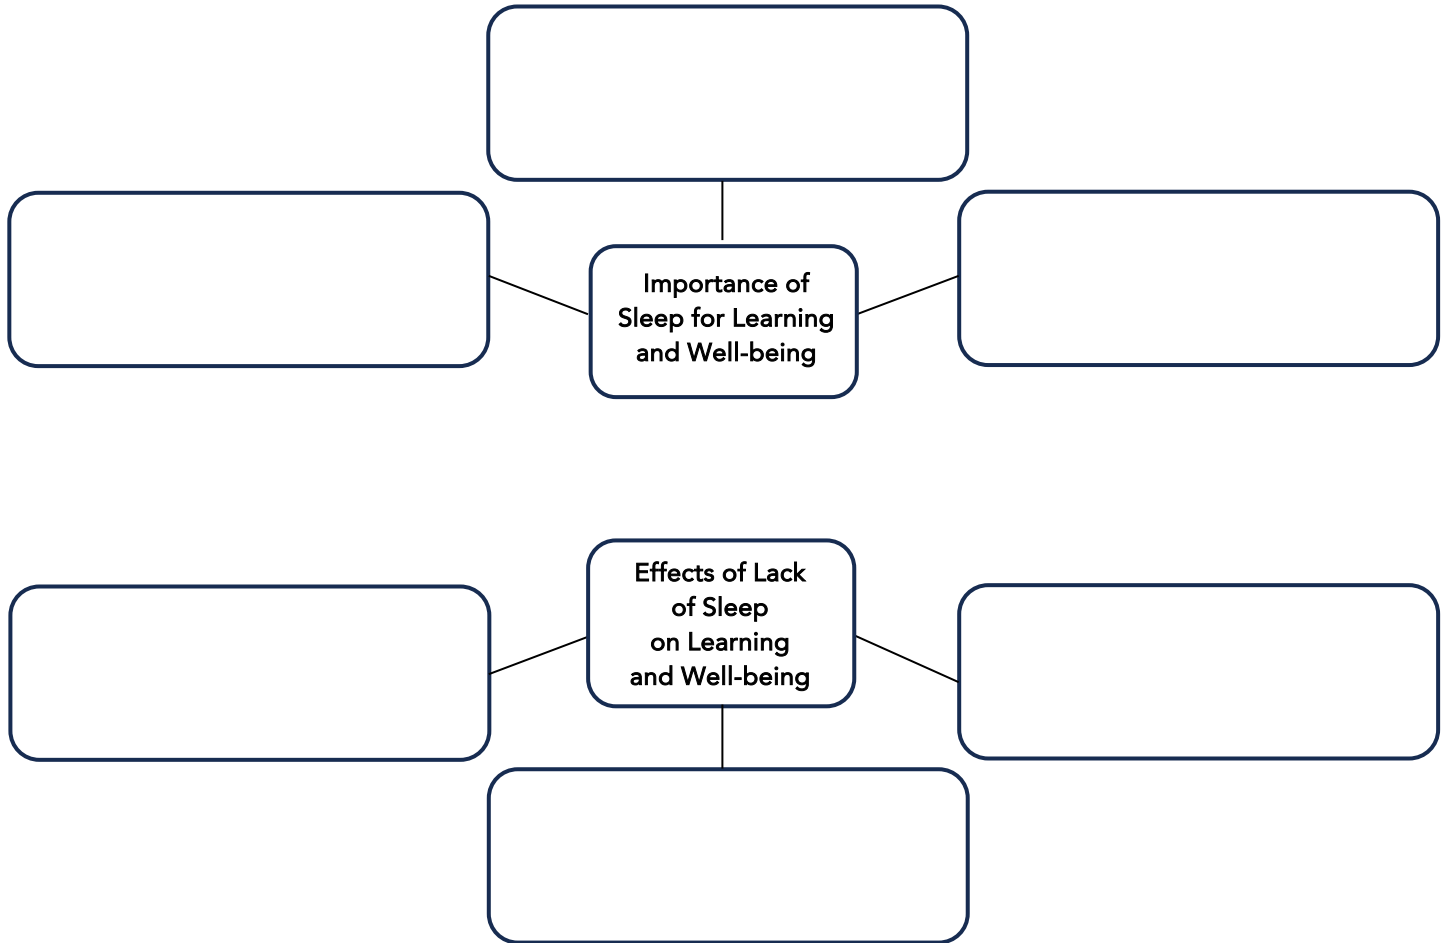 Importance of
Sleep for Learning
and Well-being
Effects of Lack
of Sleep
on Learning
and Well-being